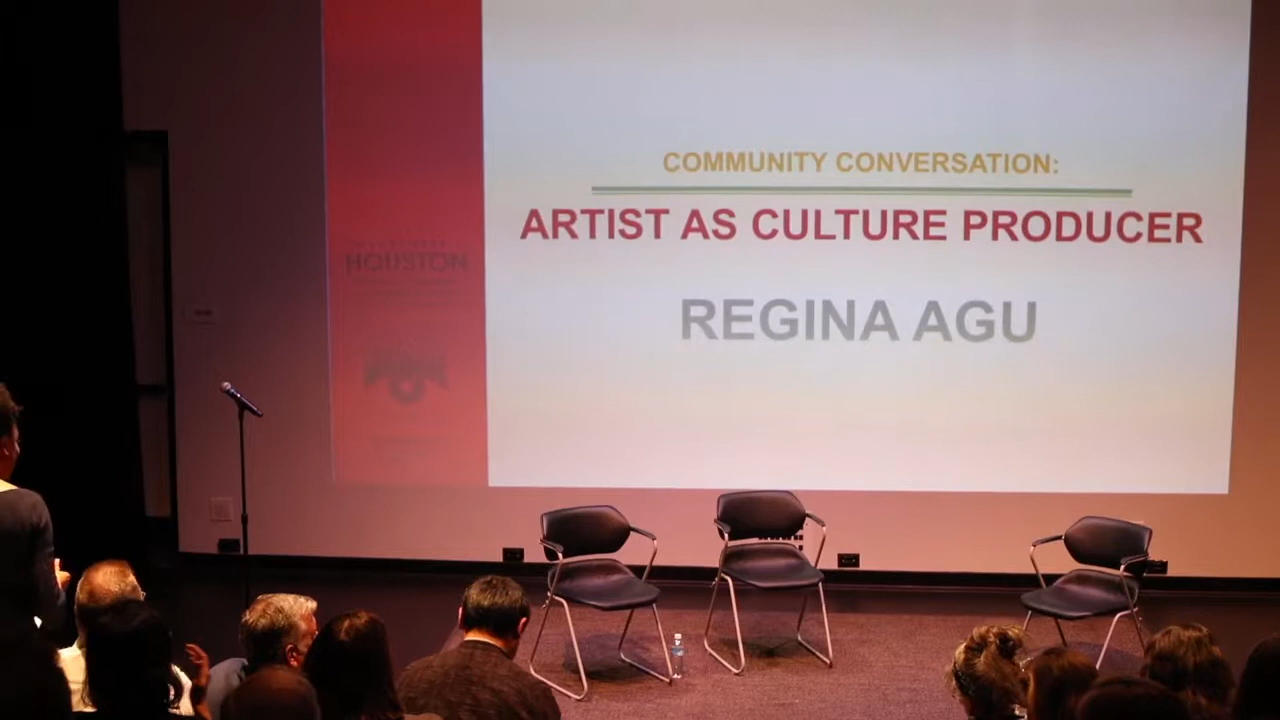 COMMUNITY CONVERSATION:
ARTIST AS CULTURE PRODUCER
HOUSTON
REGINA AGU